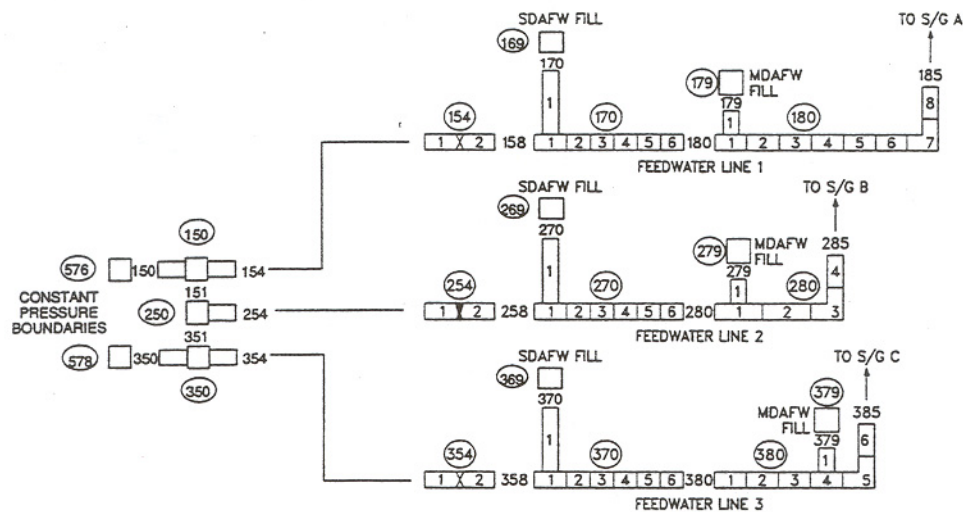 SDAFW FILL
169
170
1
154
1 2
158
170
1 2 3 4 5 6
180
179
MDAFW
FILL
179
1
180
1 2 3 4 5 6 7
8
185
TO S/G A
FEEDWATER LINE 1
SDAFW FILL
269
270
1
254
1 2
258
270
1 2 3 4 5 6
280
279
MDAFW
FILL
279
1
280
1 2 3
4
285
TO S/G B
FEEDWATER LINE 2
150
576
150
154
CONSTANT
PRESSURE
BOUNDARIES
151
250
254
351
578
350
354
350
SDAFW FILL
369
370
1
354
1 2
358
370
1 2 3 4 5 6
380
379
MDAFW
FILL
379
1
380
1 2 3 4 5
6
385
TO S/G C
FEEDWATER LINE 3